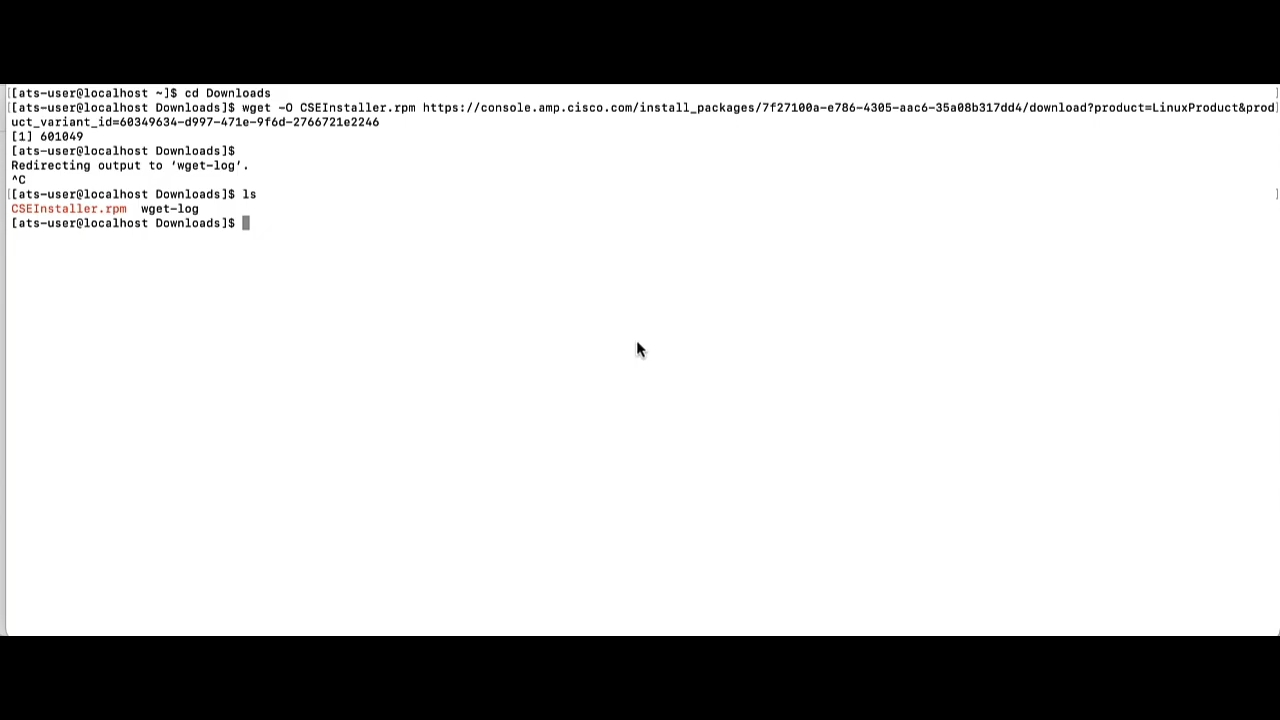 [ats-user@localhost ~]$ cd Downloads
[ats-user@localhost Downloads]$ wget -O CSEInstaller.rpm https://console.amp.cisco.com/install_packages/7f27100a-e786-4305-aac6-35a08b317dd4/download?product=LinuxProduct&prod
uct_variant_id=60349634-d997-471e-9f6d-2766721e2246
[1] 601049
[ats-user@localhost Downloads]$
Redirecting output to ‘wget-log’.
^C
[ats-user@localhost Downloads]$ ls
CSEInstaller.rpm  wget-log
[ats-user@localhost Downloads]$